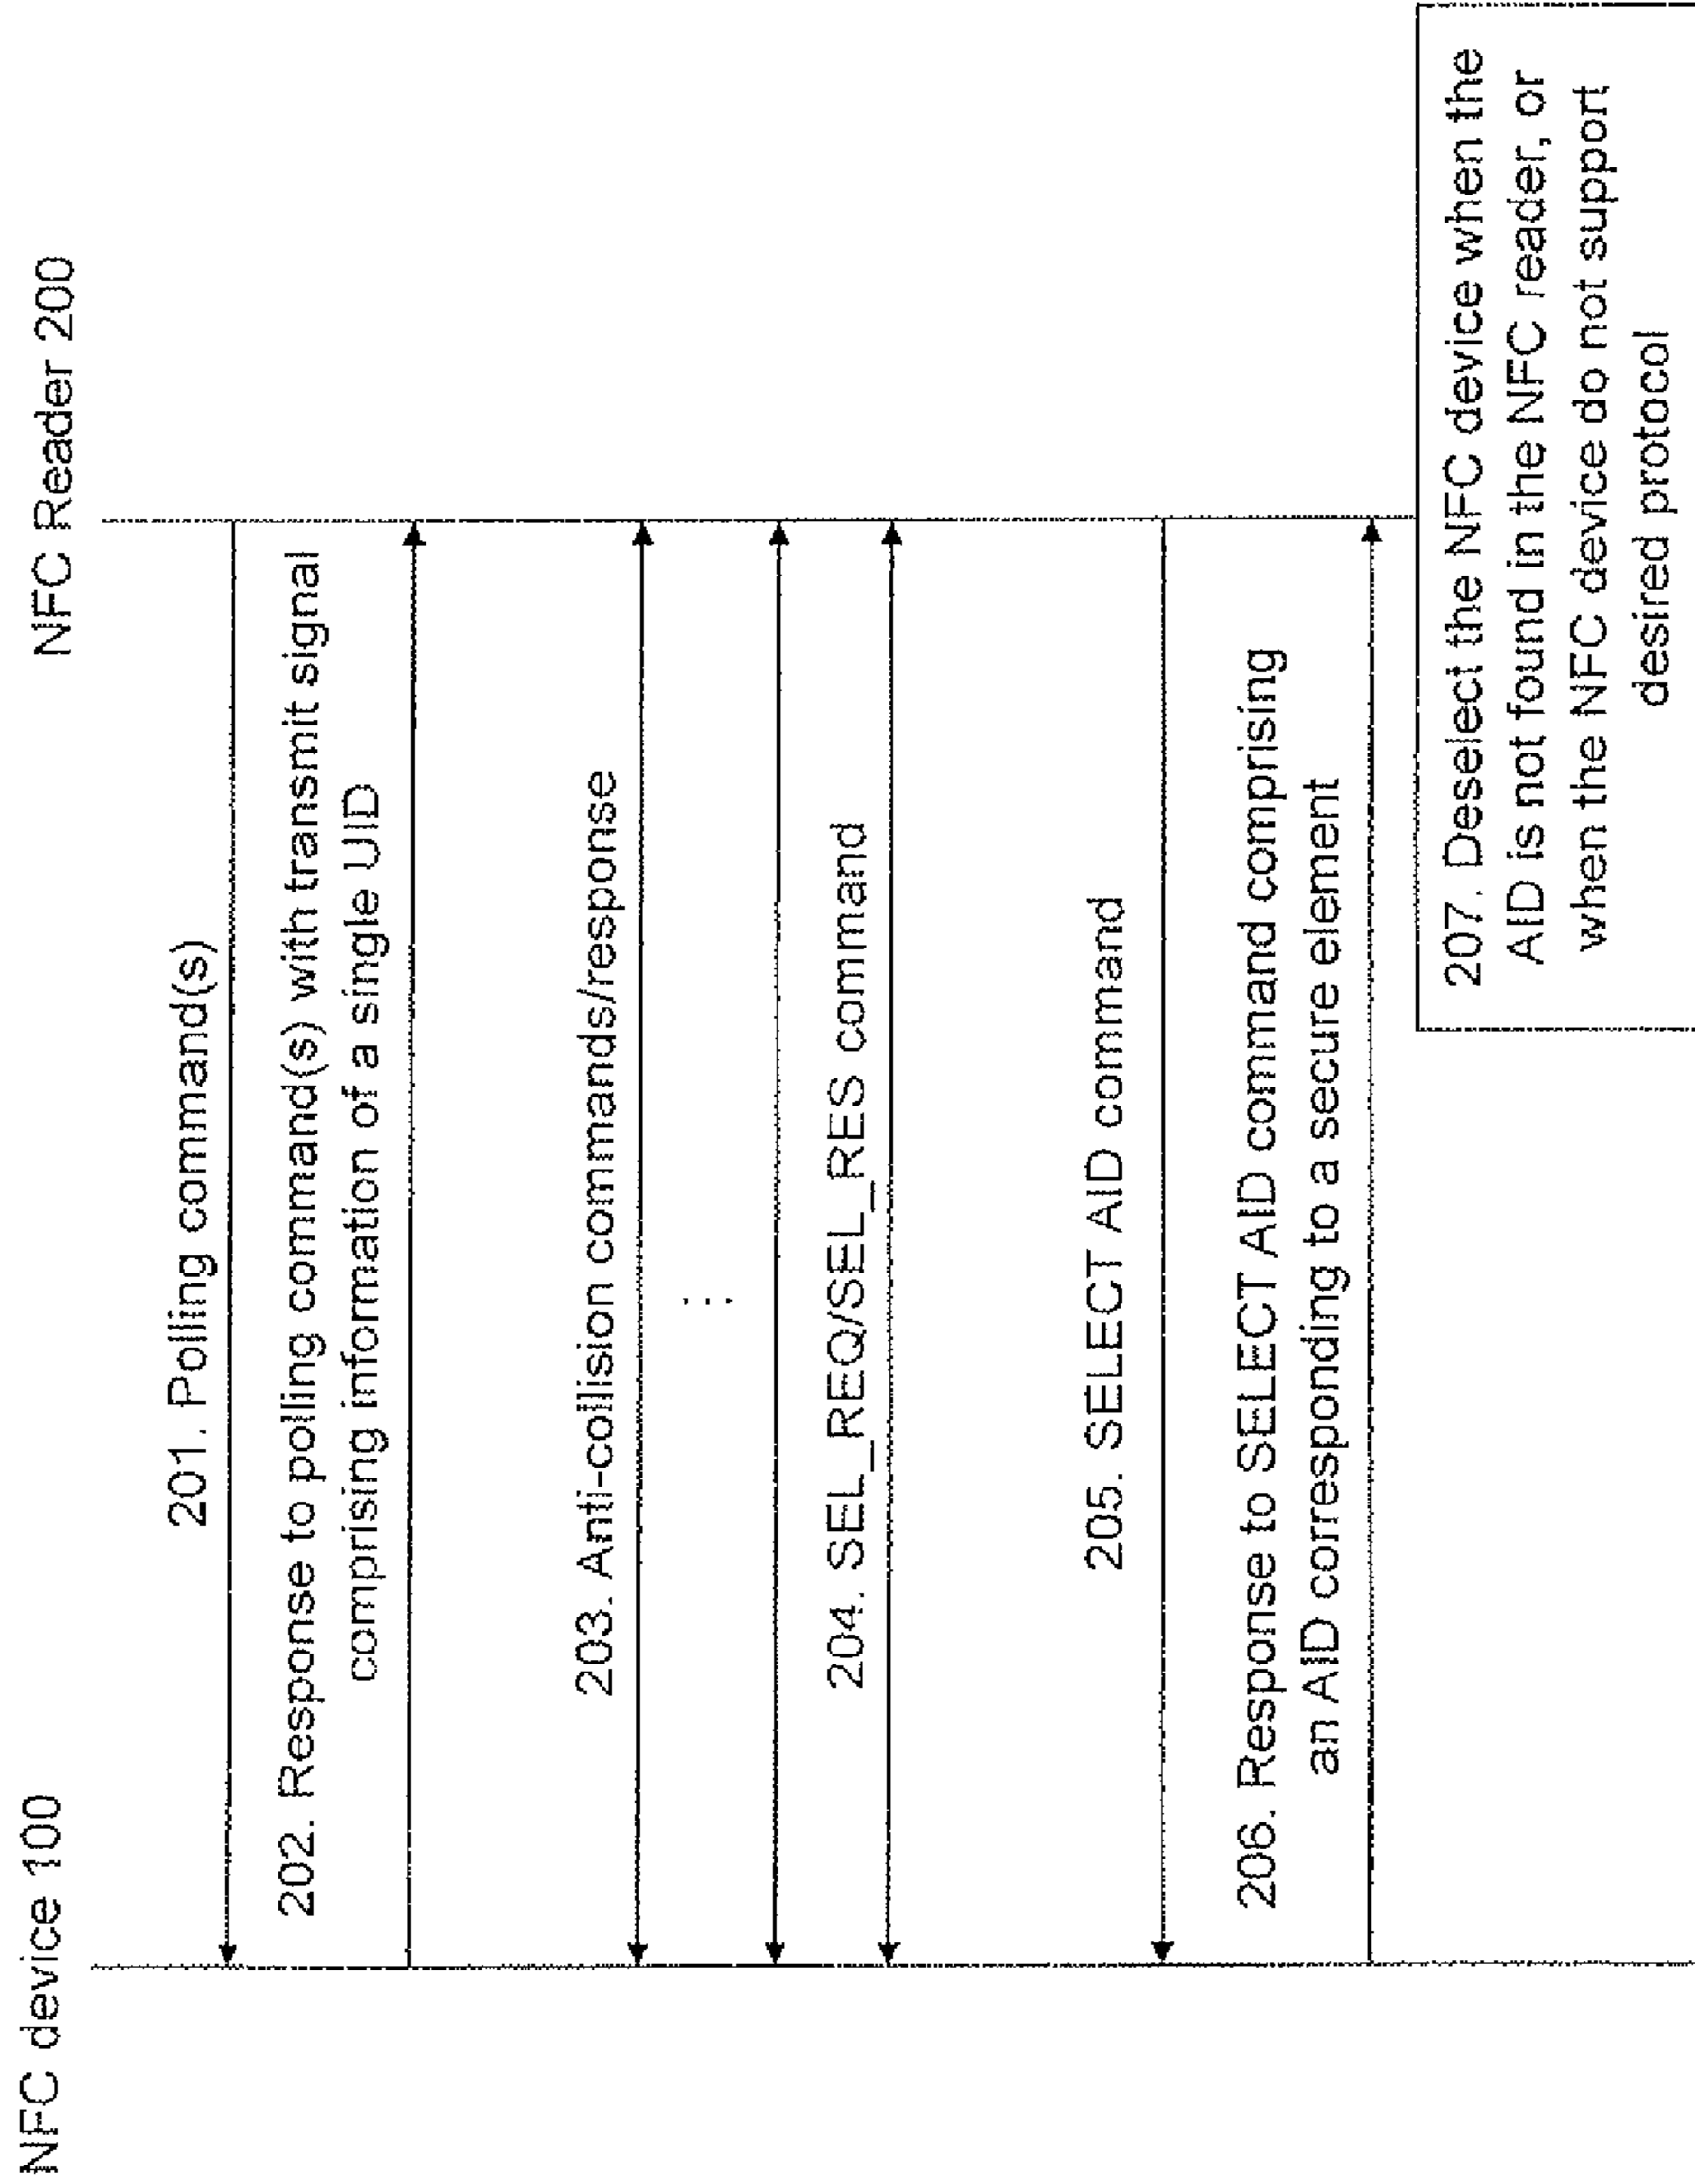 NFC device 100
NFC Reader 200
201. Polling command(s)
202. Response to polling command(s) with transmit signal
comprising information of a single UID
203. Anti-collision commands/response
...
204. SEL_REQ/SEL_RES command
205. SELECT AID command
206. Response to SELECT AID command comprising
an AID corresponding to a secure element
207. Deselect the NFC device when the
AID is not found in the NFC reader, or
when the NFC device do not support
desired protocol